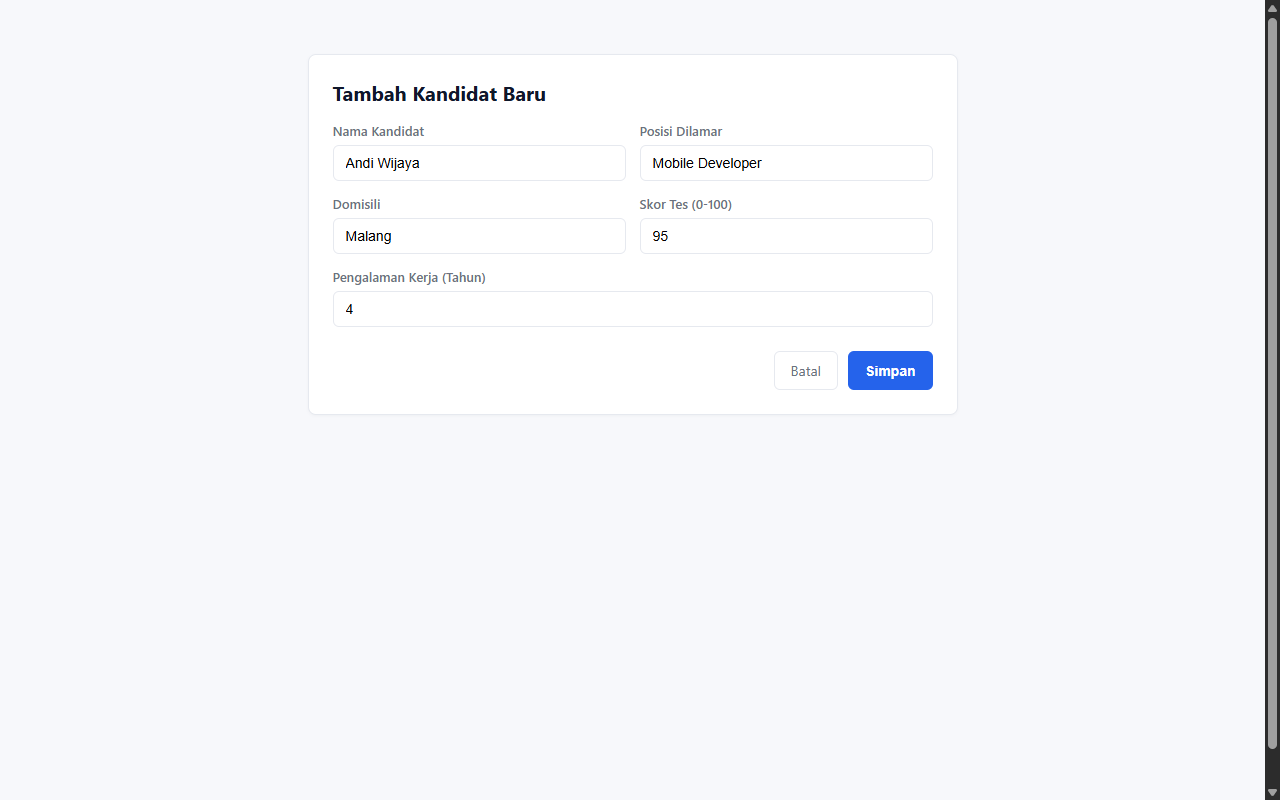 Tambah Kandidat Baru
Nama Kandidat
Posisi Dilamar
Andi Wijaya
Mobile Developer
Domisili
Skor Tes (0-100)
Malang
95
Pengalaman Kerja (Tahun)
4
Batal
Simpan